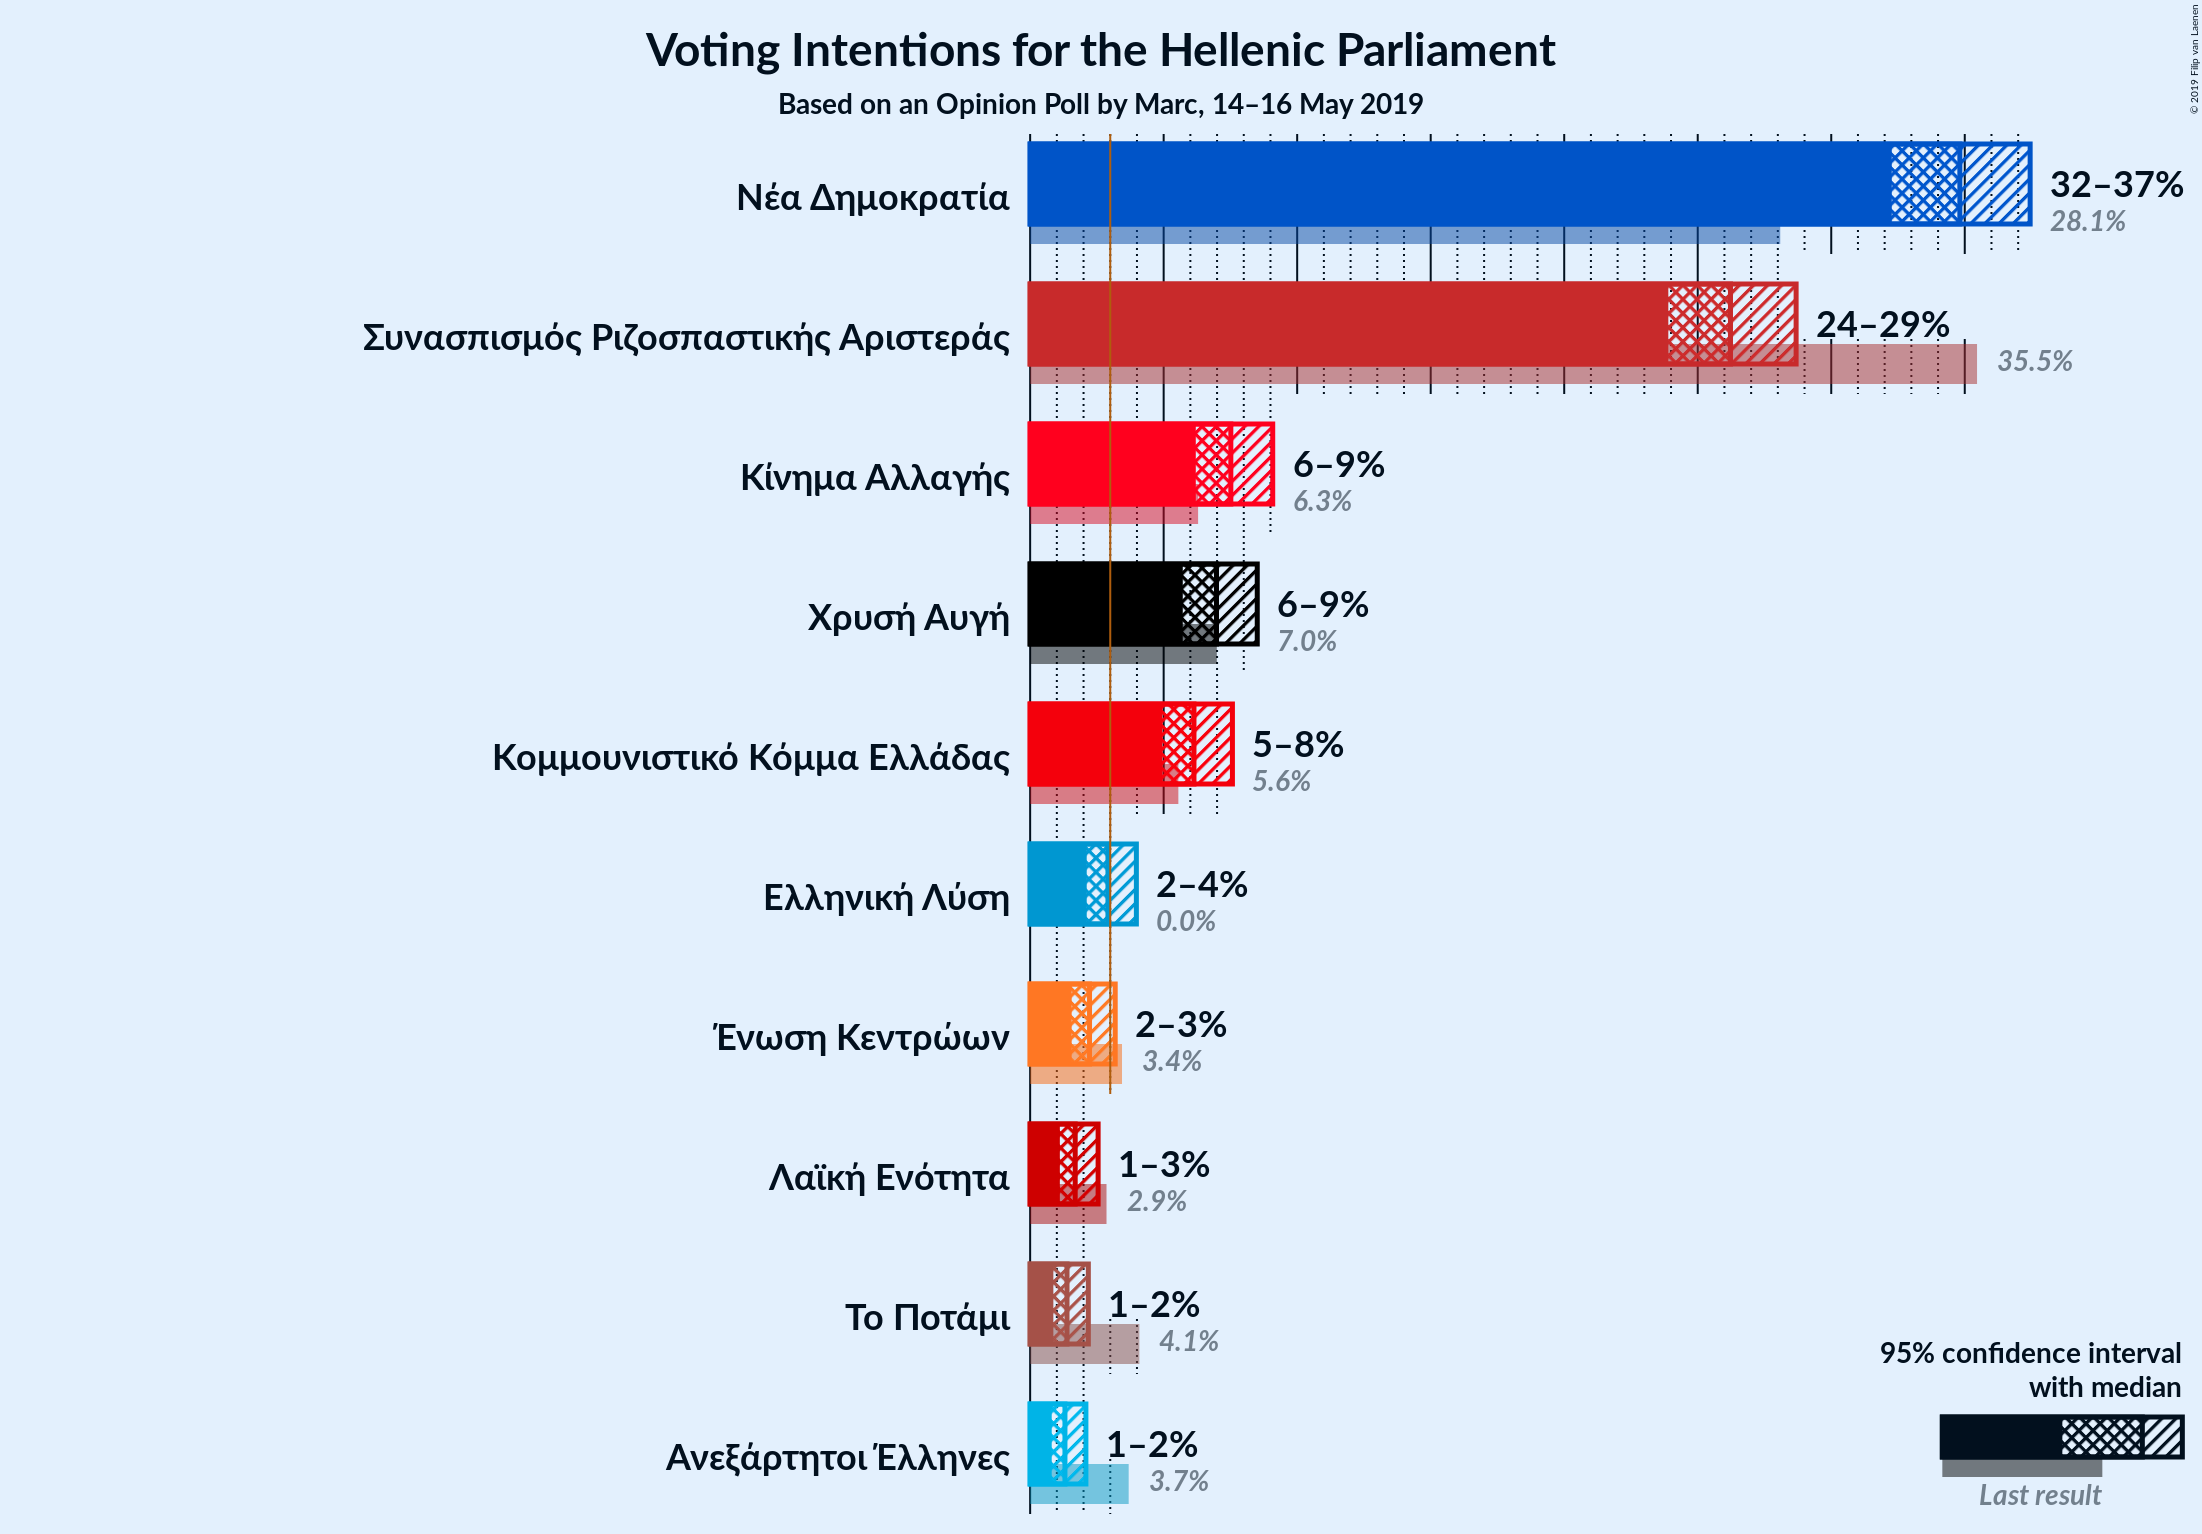 Voting Intentions for the Hellenic Parliament
Based on an Opinion Poll by Marc, 14–16 May 2019
© 2019 Filip van Laenen
Νέα Δημοκρατία
32–37%
28.1%
Συνασπισμός Ριζοσπαστικής Αριστεράς
24–29%
35.5%
Κίνημα Αλλαγής
6–9%
6.3%
Χρυσή Αυγή
6–9%
7.0%
Κομμουνιστικό Κόμμα Ελλάδας
5–8%
5.6%
Ελληνική Λύση
2–4%
0.0%
Ένωση Κεντρώων
2–3%
3.4%
Λαϊκή Ενότητα
1–3%
2.9%
Το Ποτάμι
1–2%
4.1%
Ανεξάρτητοι Έλληνες
1–2%
3.7%
95% confidence interval
with median
Last result